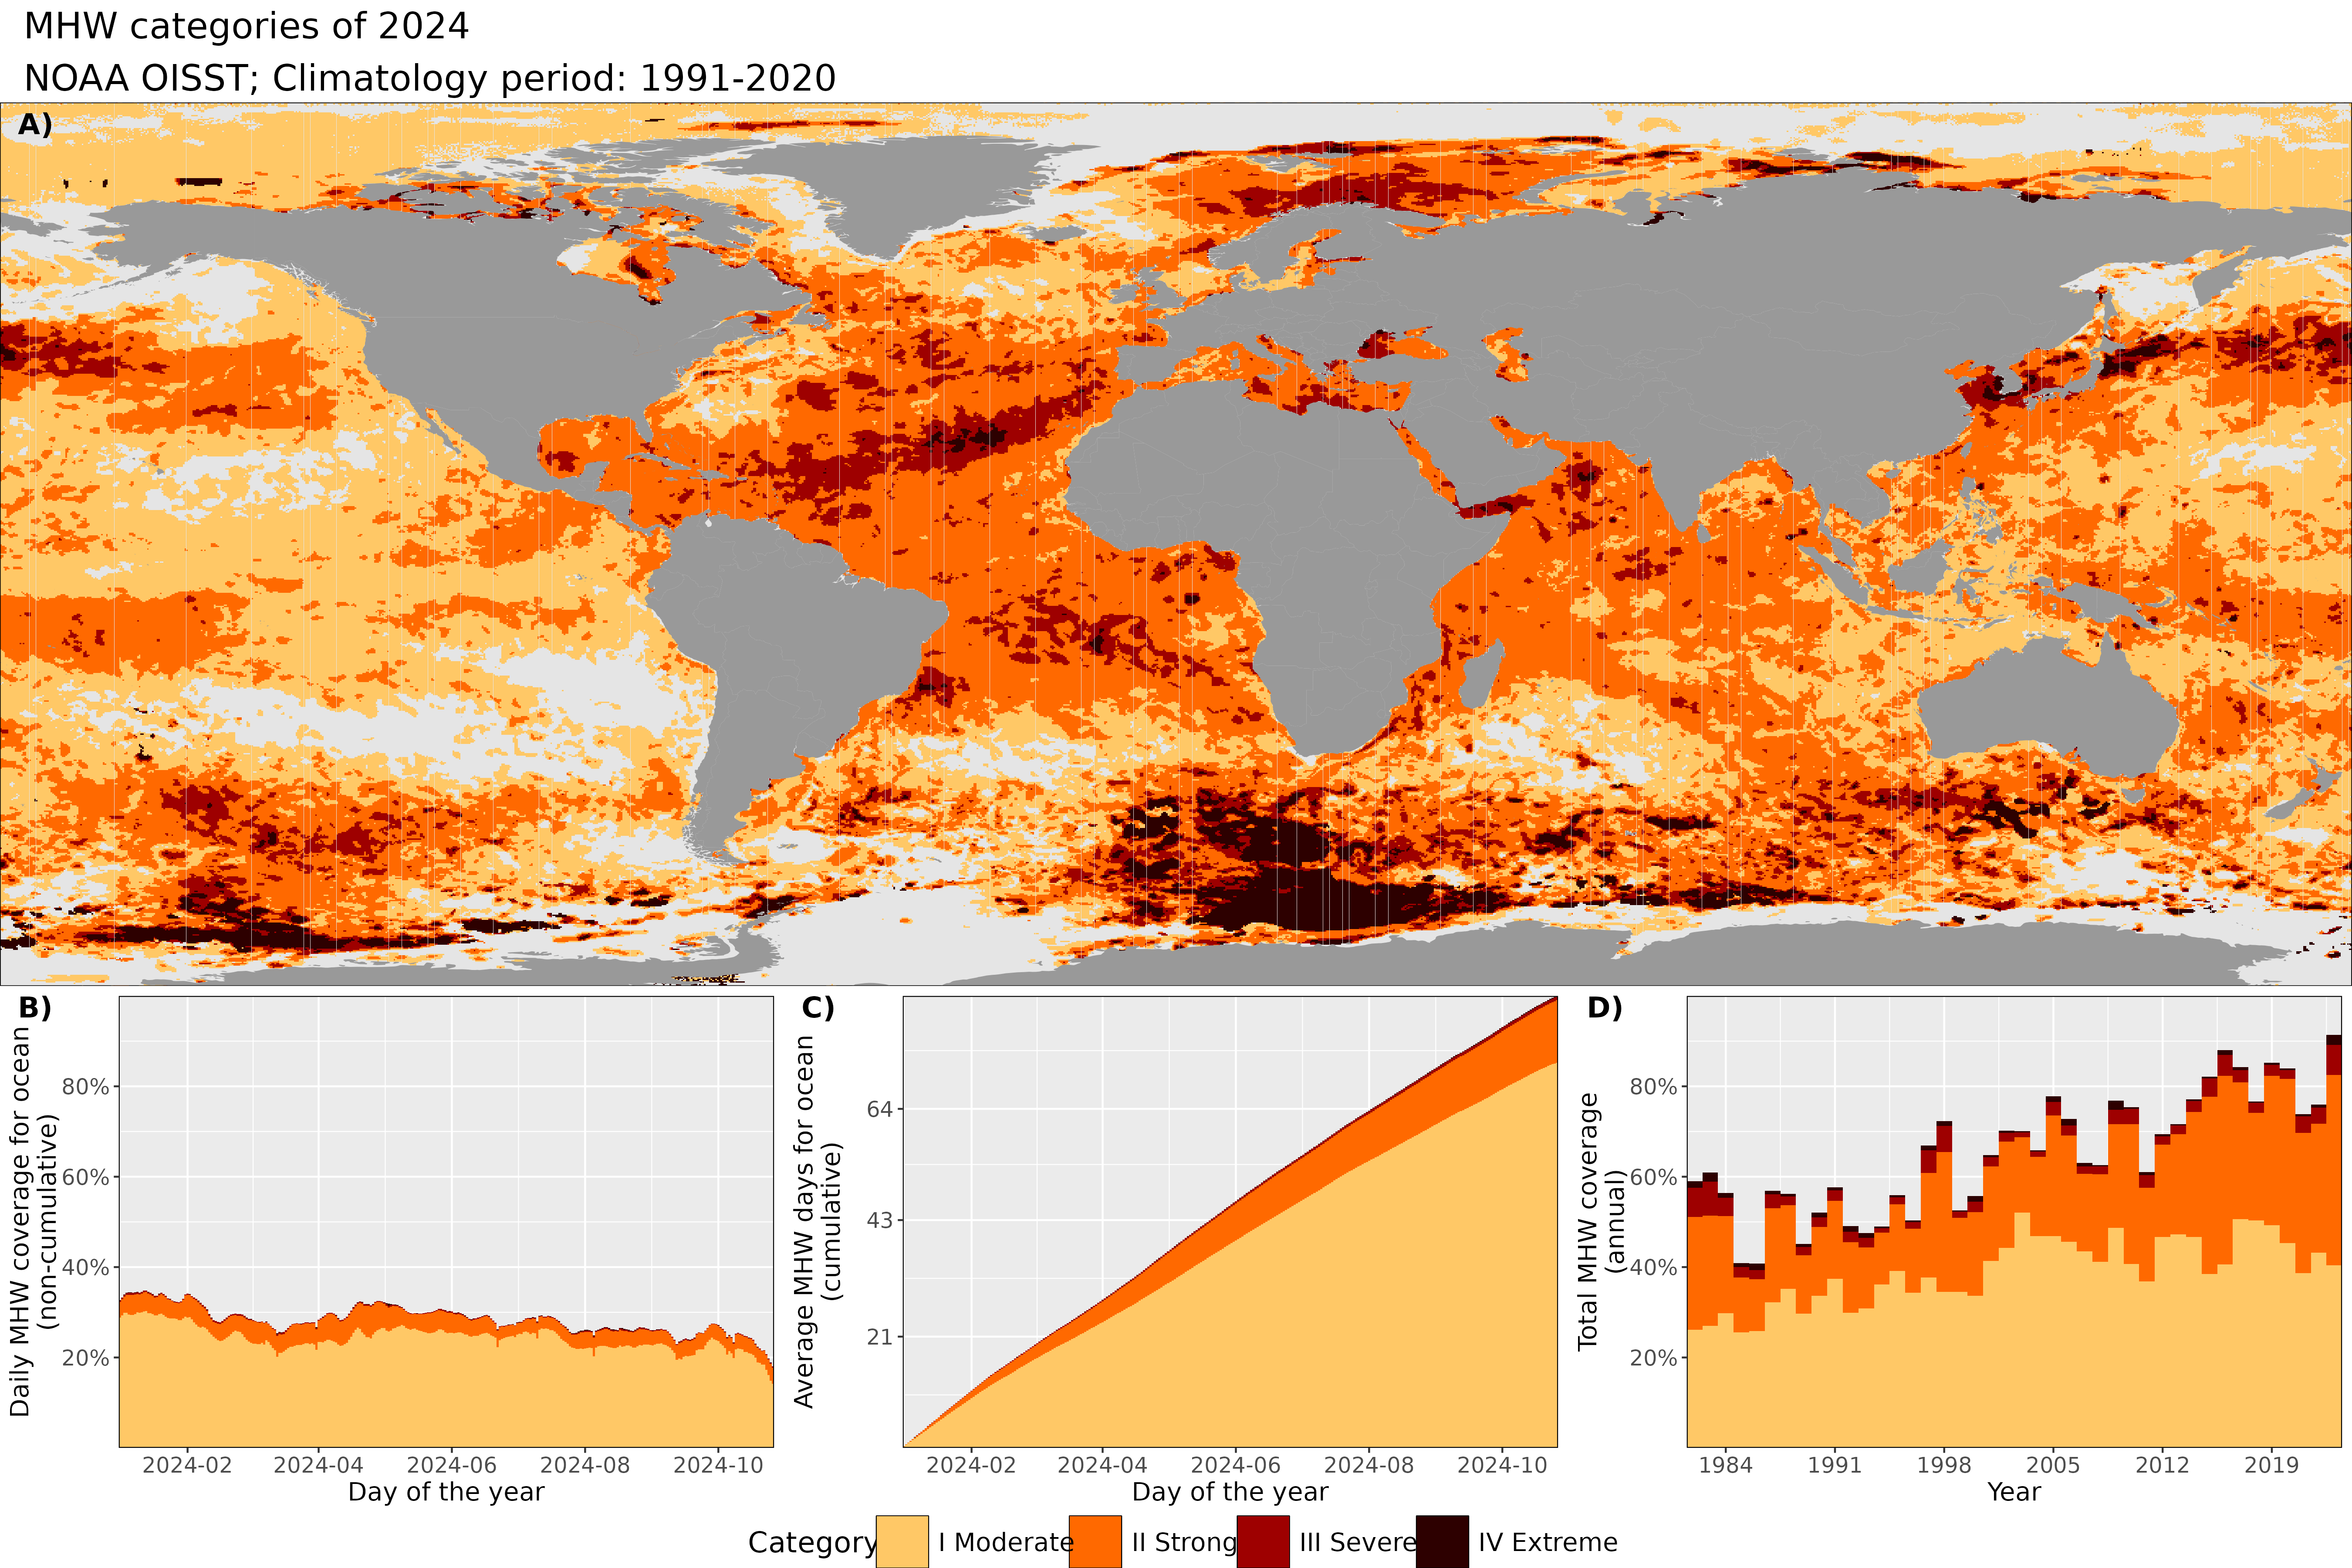 MHW categories of 2024
NOAA OISST; Climatology period: 1991-2020
A)
B)
Daily MHW coverage for ocean
(non-cumulative)
80%
60%
40%
20%
2024-02 2024-04 2024-06 2024-08 2024-10
Day of the year
C)
Average MHW days for ocean
(cumulative)
64
43
21
2024-02 2024-04 2024-06 2024-08 2024-10
Day of the year
D)
Total MHW coverage
(annual)
80%
60%
40%
20%
1984 1991 1998 2005 2012 2019
Year
Category I Moderate II Strong III Severe IV Extreme